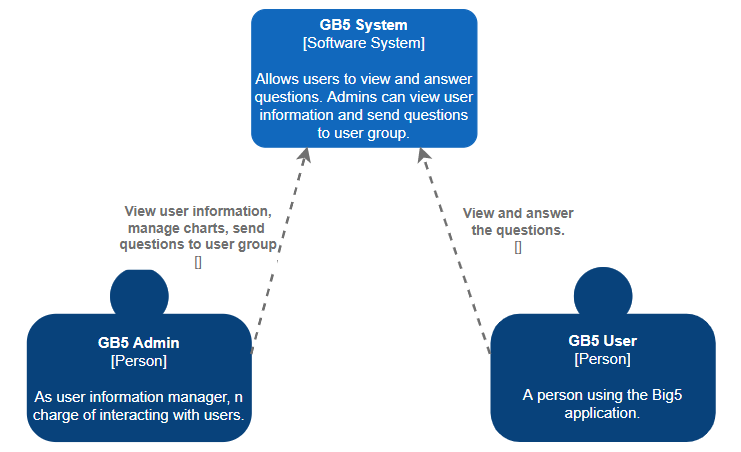 GB5 System
[Software System]
Allows users to view and answer
questions. Admins can view user
information and send questions
to user group.
View user information,
manage charts, send
questions to user group
[]
View and answer
the questions.
[]
GB5 Admin
[Person]
As user information manager, n
charge of interacting with users.
GB5 User
[Person]
A person using the Big5
application.